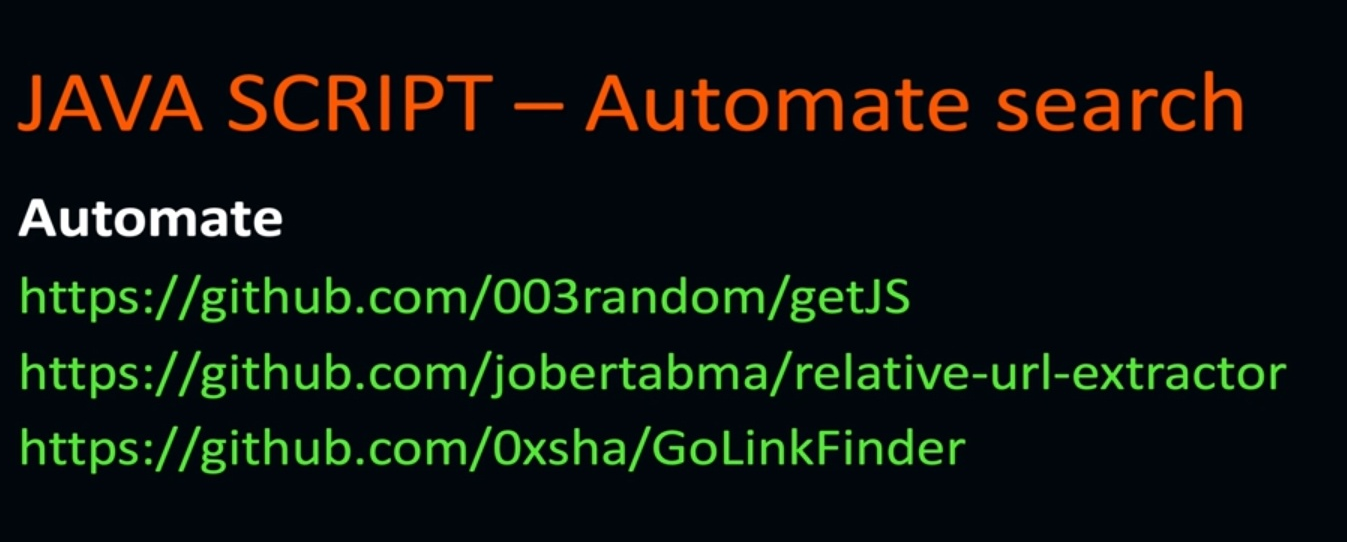 JAVA SCRIPT – Automate search
Automate
https://github.com/003random/getJS
https://github.com/jobertabma/relative-url-extractor
https://github.com/0xsha/GoLinkFinder